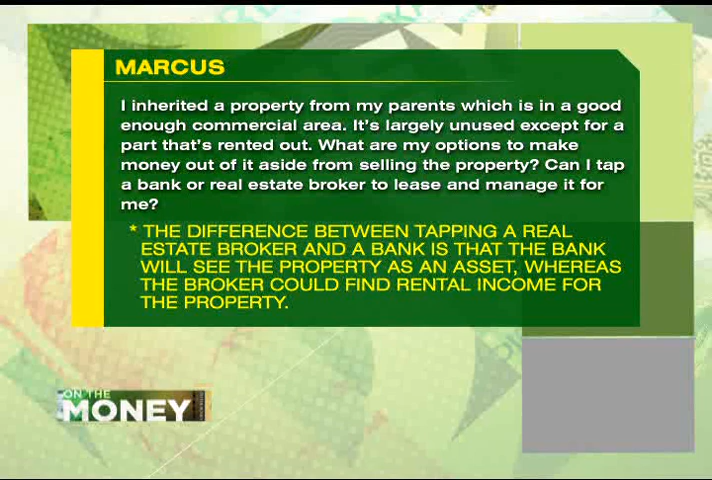 MARCUS
I inherited a property from my parents which is in a good
enough commercial area. It's largely unused except for a
part that's rented out. What are my options to make
money out of it aside from selling the property? Can I tap
a bank or real estate broker to lease and manage it for
me?
* THE DIFFERENCE BETWEEN TAPPING A REAL
ESTATE BROKER AND A BANK IS THAT THE BANK
WILL SEE THE PROPERTY AS AN ASSET, WHEREAS
THE BROKER COULD FIND RENTAL INCOME FOR
THE PROPERTY.
ON THE
MONEY